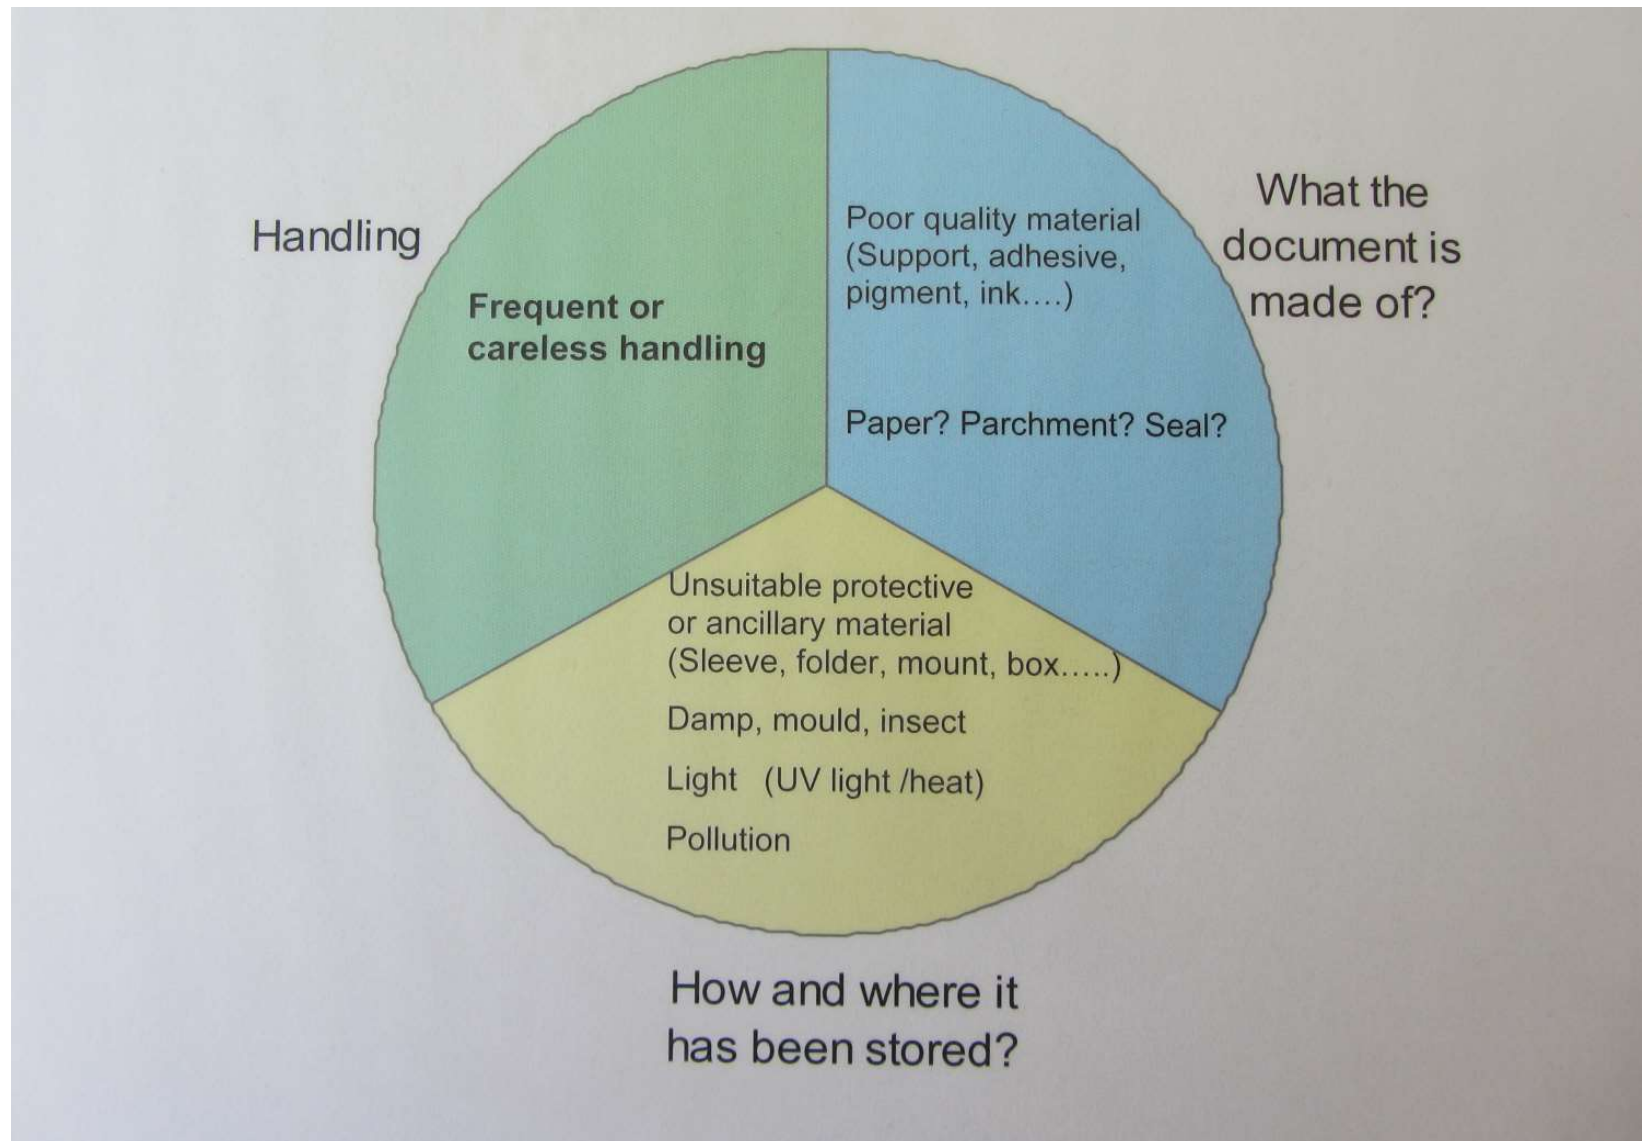 Handling
Frequent or
careless handling
What the
document is
made of?
Poor quality material
(Support, adhesive,
pigment, ink....)
Paper? Parchment? Seal?
Unsuitable protective
or ancillary material
(Sleeve, folder, mount, box.....)
Damp, mould, insect
Light (UV light /heat)
Pollution
How and where it
has been stored?